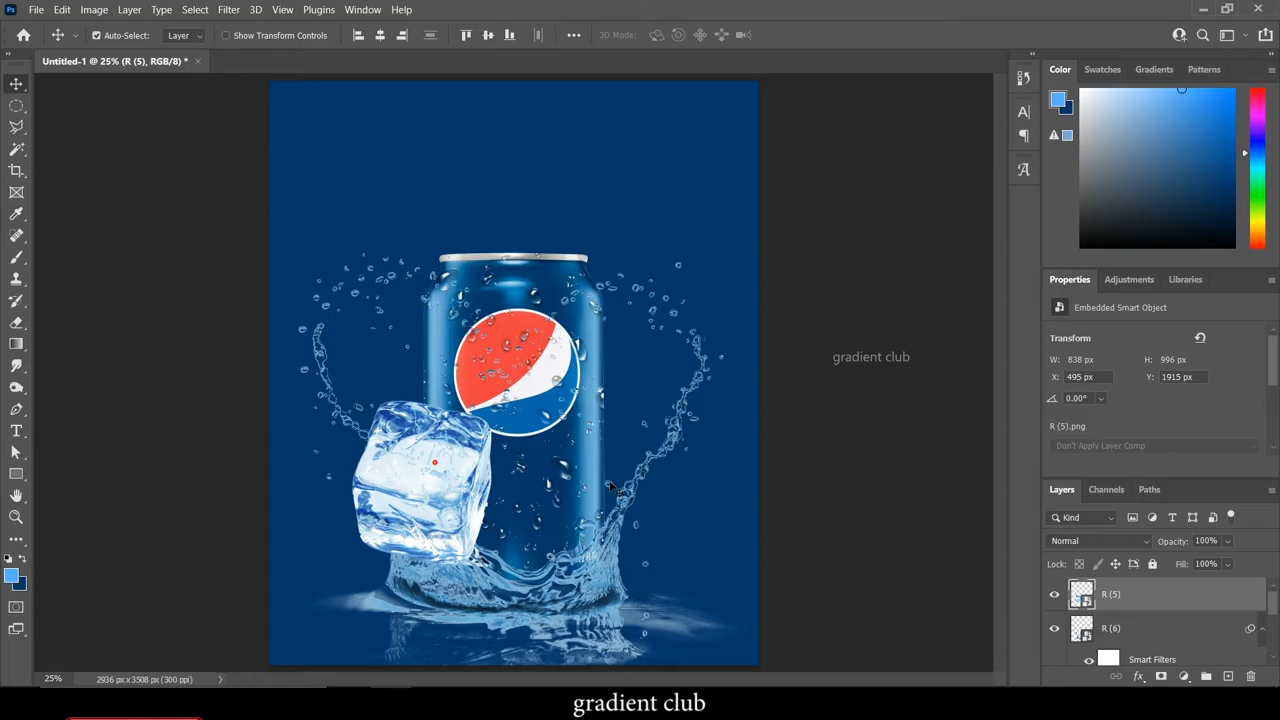 Ps File Edit Image Layer Type Select Filter 3D View Plugins Window Help
Auto-Select: Layer Show Transform Controls 3D Mode:
Untitled-1 @ 25% (R (5), RGB/8) *
Color Swatches Gradients Patterns
Properties Adjustments Libraries
Embedded Smart Object
Transform
W: 838 px H: 996 px
X: 495 px Y: 1915 px
0.00°
R (5).png
Don't Apply Layer Comp
gradient club
Layers Channels Paths
Kind
Normal Opacity: 100%
Lock: Fill: 100%
R (5)
R (6)
Smart Filters
25% 2936 px x 3508 px (300 ppi)
gradient club